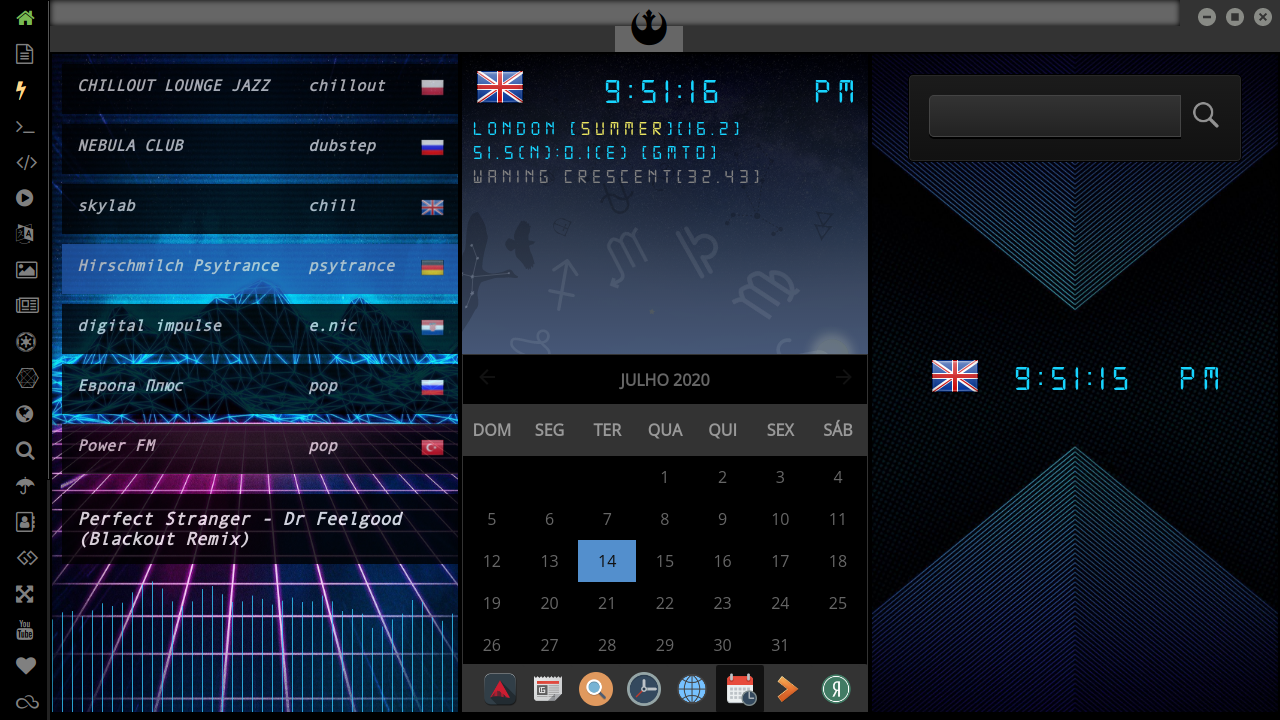 CHILLOUT LOUNGE JAZZ chillout
NEBULA CLUB dubstep
skylab chill
Hirschmilch Psytrance psytrance
digital impulse e.nic
Европа Плюс pop
Power FM pop
Perfect Stranger - Dr Feelgood
(Blackout Remix)
9:51:16 PM
LONDON (SUMMER)(16.2)
51.5(N):0.1(E) (GMT0)
WANING CRESCENT(32.43)
JULHO 2020
DOM SEG TER QUA QUI SEX SÁB
1 2 3 4
5 6 7 8 9 10 11
12 13 14 15 16 17 18
19 20 21 22 23 24 25
26 27 28 29 30 31
9:51:15 PM
You
Tube
Я